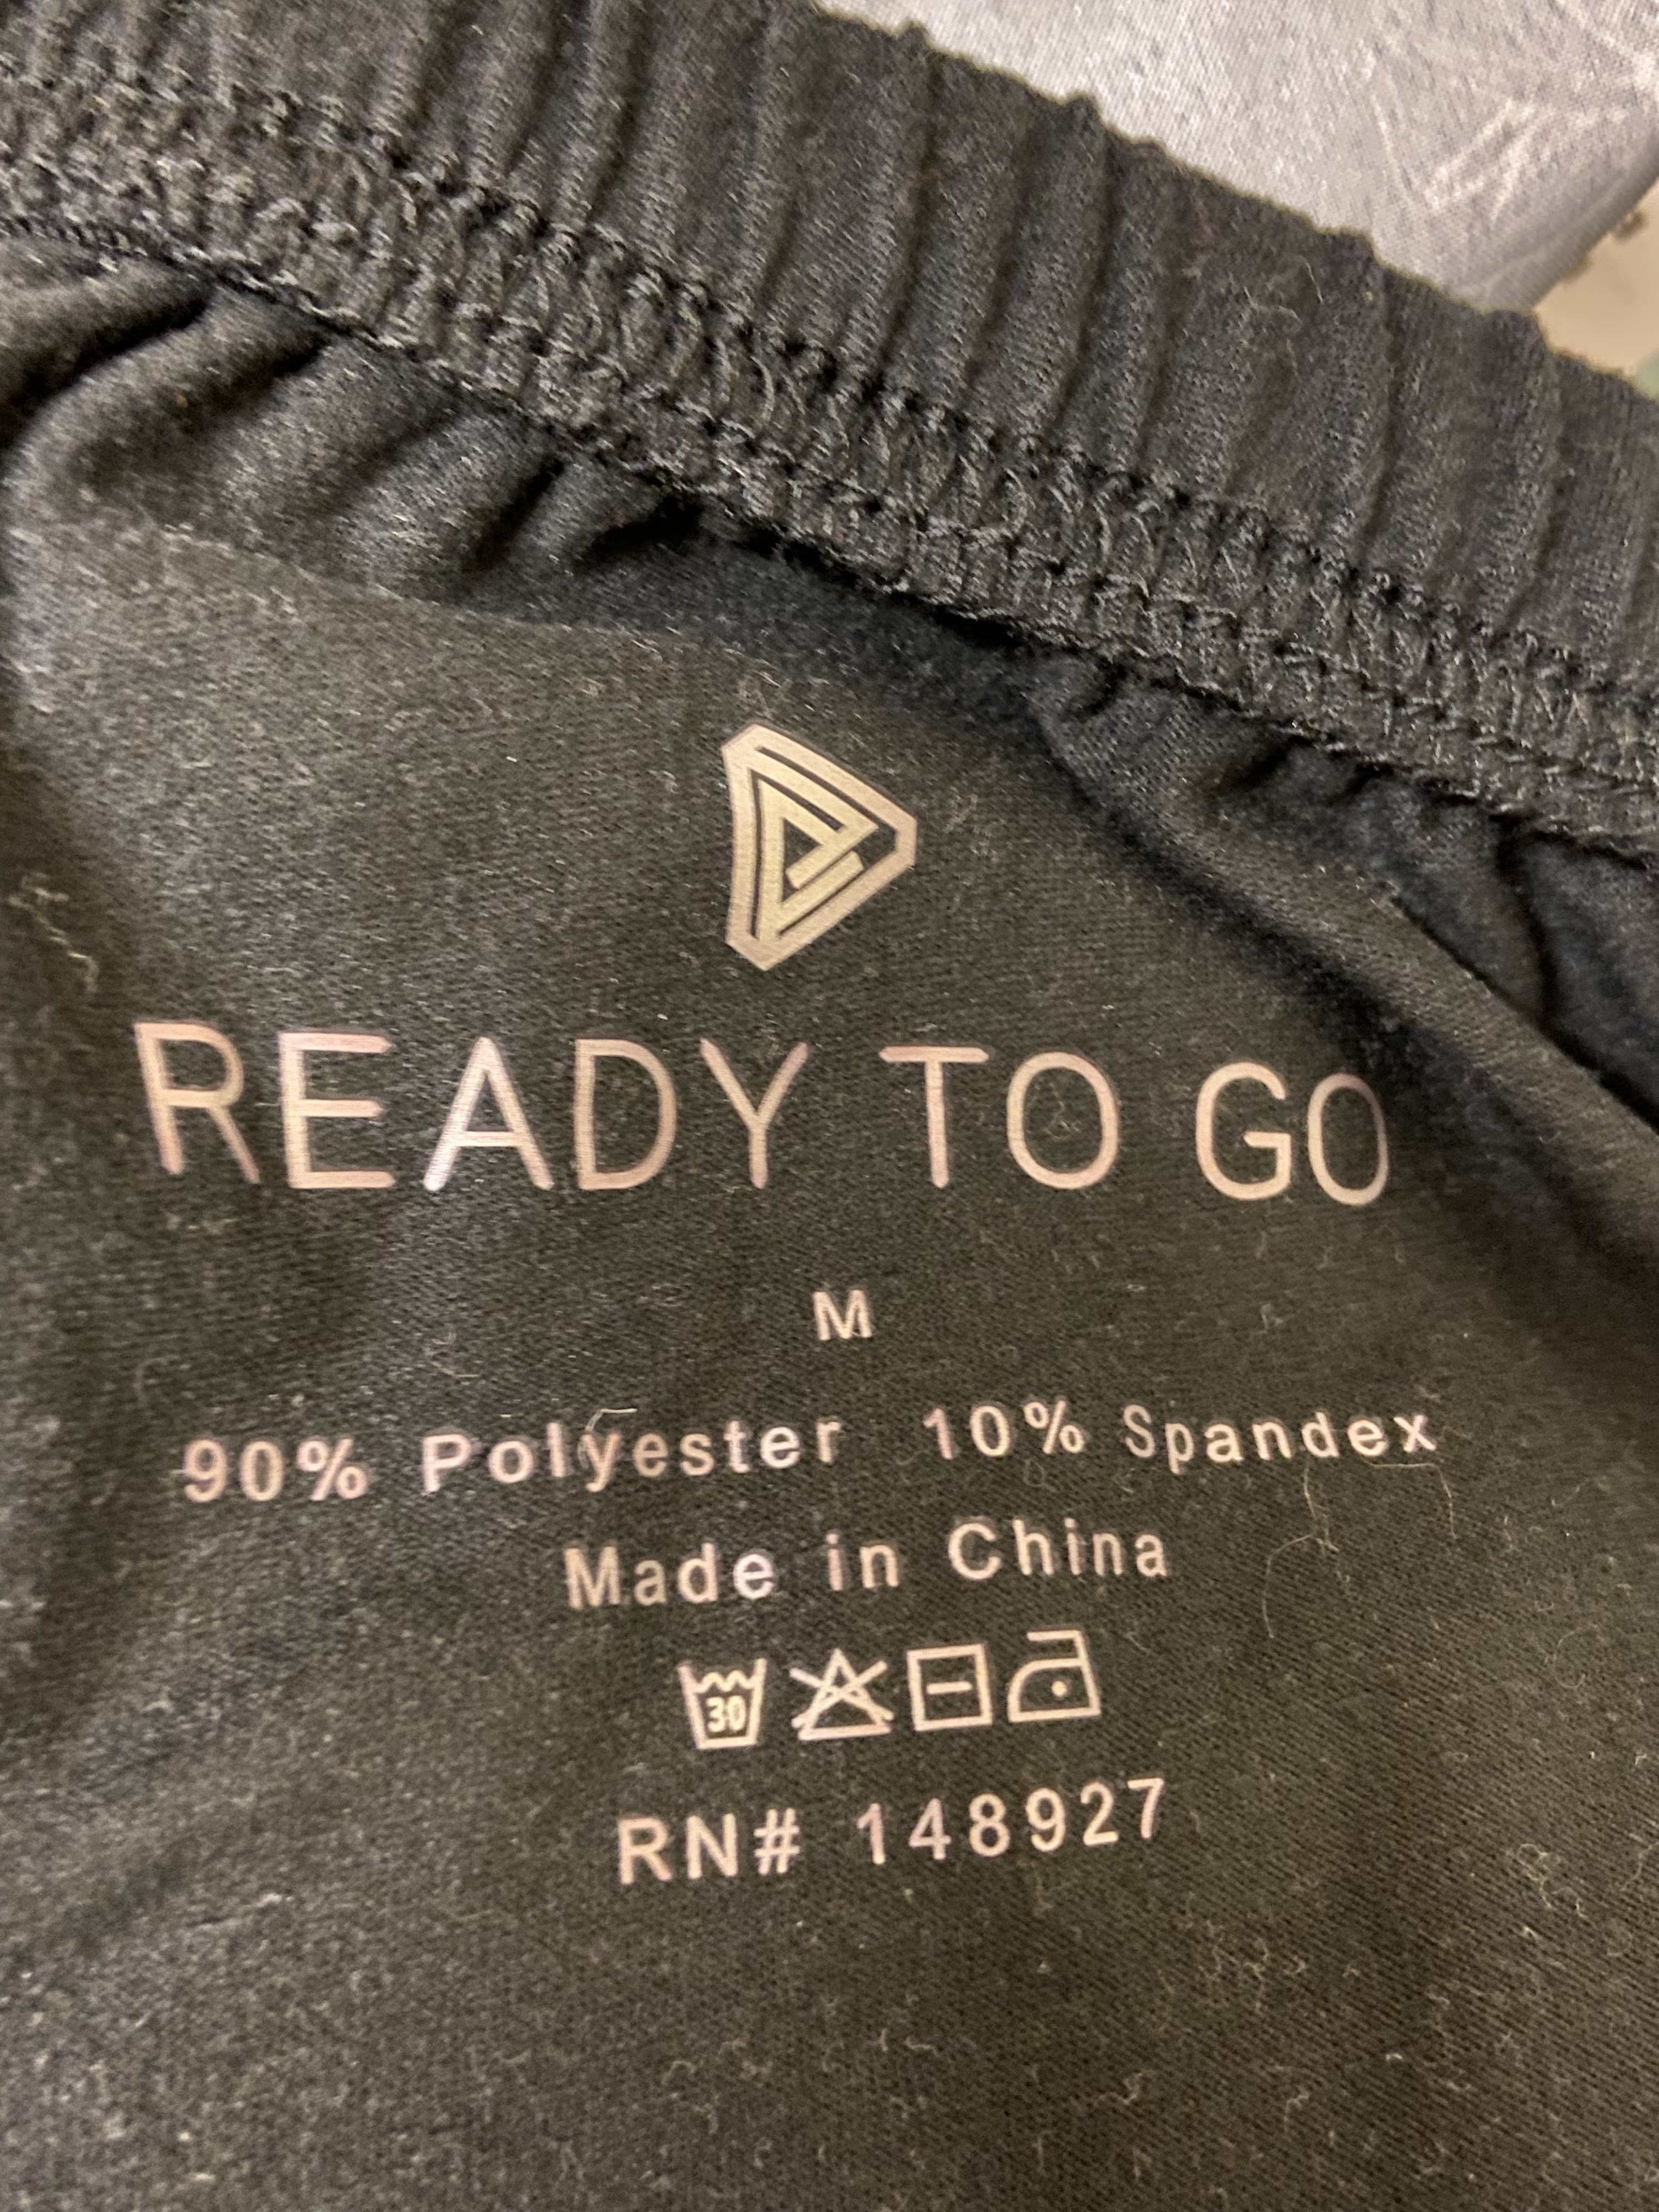 READY TO GO
M
90% Polyester 10% Spandex
Made in China
30
RN# 148927